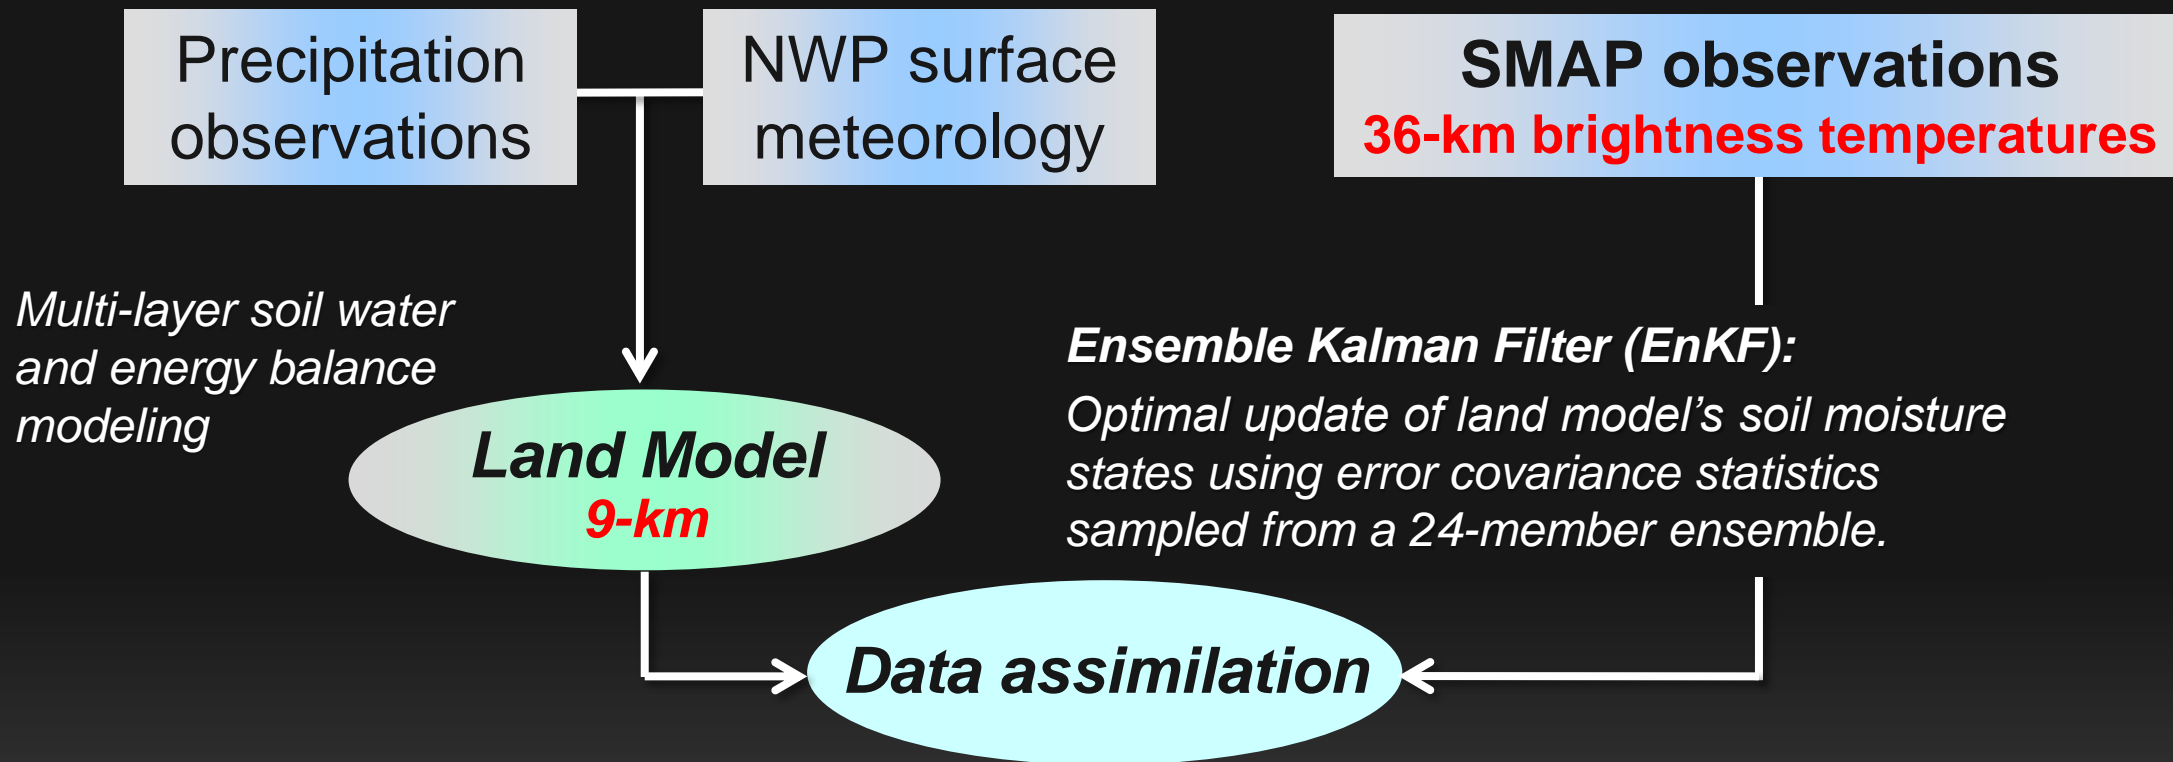 Precipitation
observations
NWP surface
meteorology
SMAP observations
36-km brightness temperatures
Multi-layer soil water
and energy balance
modeling
Land Model
9-km
Ensemble Kalman Filter (EnKF):
Optimal update of land model’s soil moisture
states using error covariance statistics
sampled from a 24-member ensemble.
Data assimilation